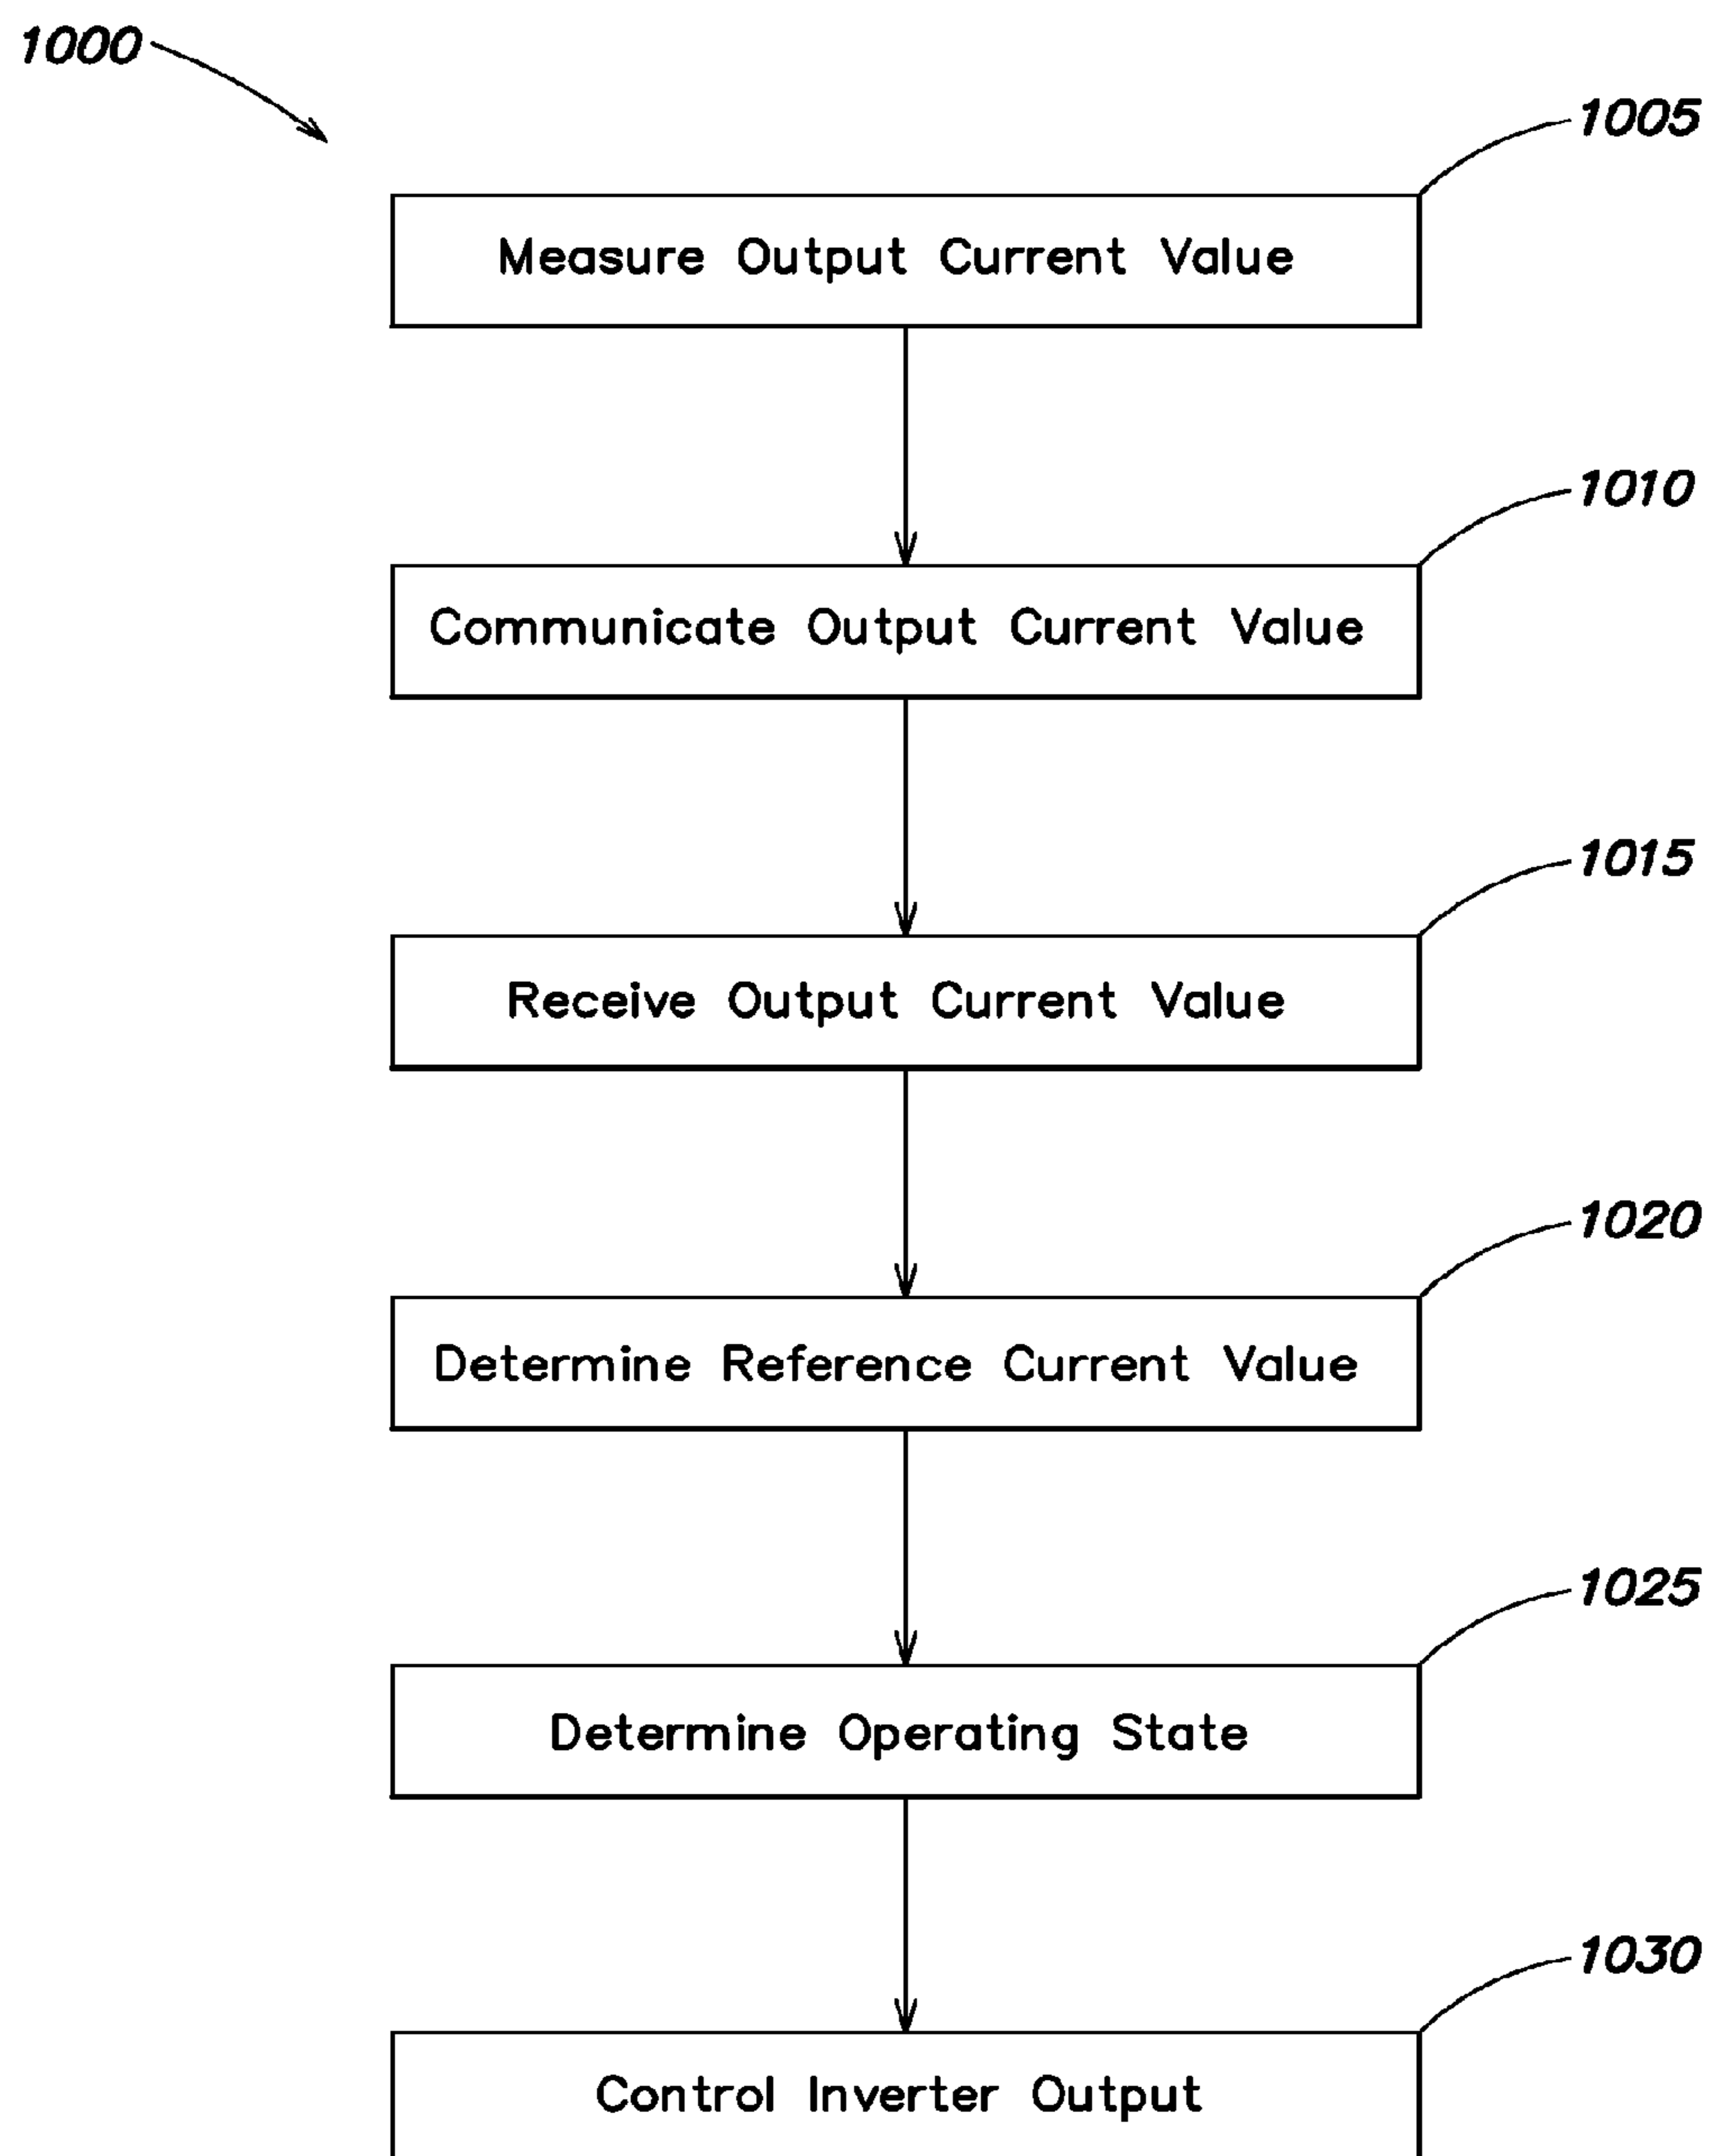 1000
1005
Measure Output Current Value
1010
Communicate Output Current Value
1015
Receive Output Current Value
1020
Determine Reference Current Value
1025
Determine Operating State
1030
Control Inverter Output